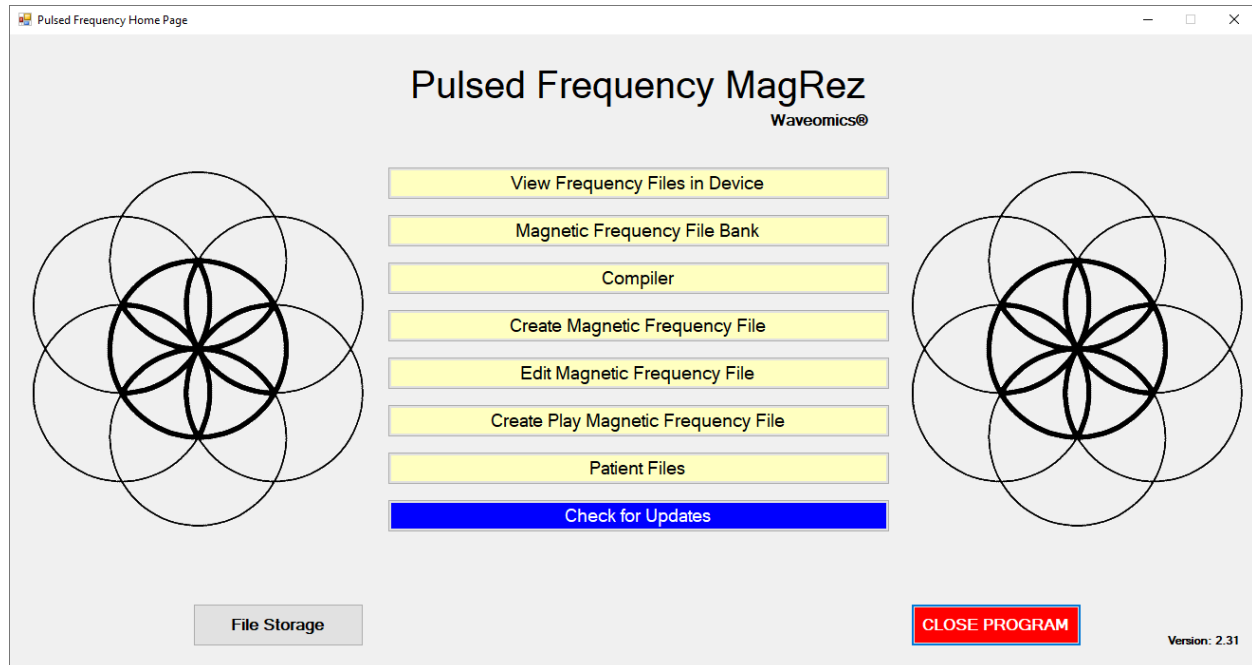 Pulsed Frequency Home Page
Pulsed Frequency MagRez
Waveomics®
View Frequency Files in Device
Magnetic Frequency File Bank
Compiler
Create Magnetic Frequency File
Edit Magnetic Frequency File
Create Play Magnetic Frequency File
Patient Files
Check for Updates
File Storage
CLOSE PROGRAM
Version: 2.31